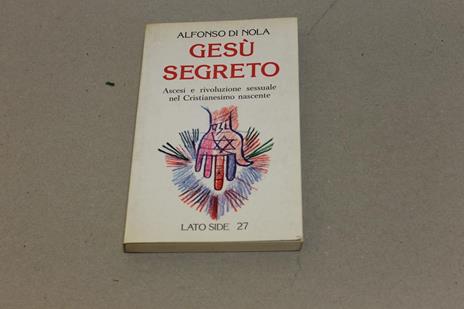 ALFONSO DI NOLA
GESÙ
SEGRETO
Ascesi e rivoluzione sessuale
nel Cristianesimo nascente
LATO SIDE 27